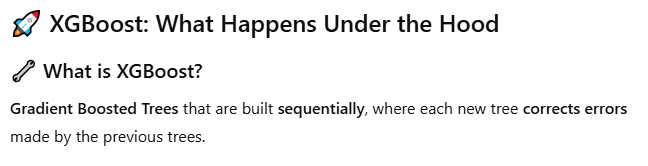 🚀 XGBoost: What Happens Under the Hood
🦴 What is XGBoost?
Gradient Boosted Trees that are built sequentially, where each new tree corrects errors
made by the previous trees.